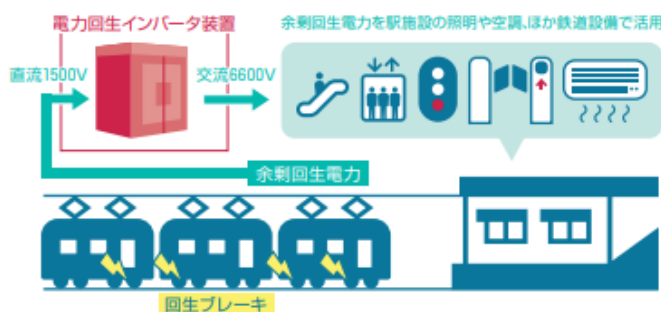 電力回生インバータ装置
余剰回生電力を駅施設の照明や空調、ほか鉄道設備で活用
直流1500V
交流6600V
余剰回生電力
回生ブレーキ